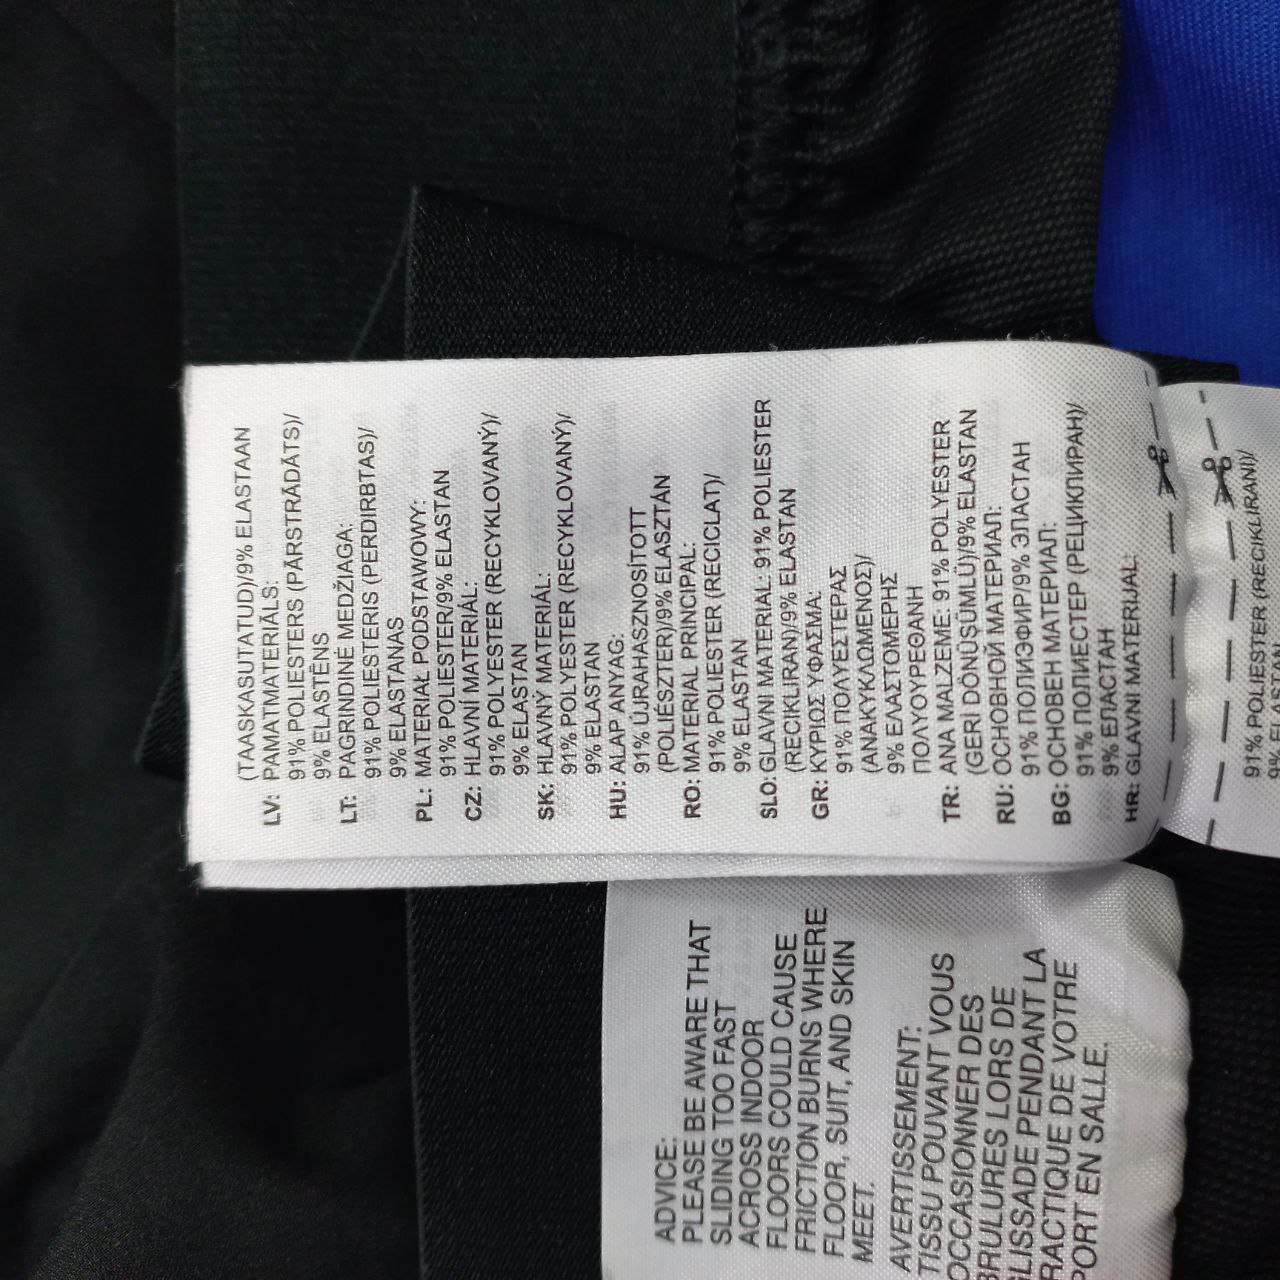 (TAASKASUTATUD)/9% ELASTAAN
LV: PAMATMATERIĀLS:
91% POLIESTERS (PĀRSTRĀDĀTS)/
9% ELASTĒNS
LT: PAGRINDINĖ MEDŽIAGA:
91% POLIESTERIS (PERDIRBTAS)/
9% ELASTANAS
PL: MATERIAŁ PODSTAWOWY:
91% POLIESTER/9% ELASTAN
CZ: HLAVNÍ MATERIÁL:
91% POLYESTER (RECYKLOVANÝ)/
9% ELASTAN
SK: HLAVNÝ MATERIÁL:
91% POLYESTER (RECYKLOVANÝ)/
9% ELASTAN
HU: ALAP ANYAG:
91% ÚJRAHASZNOSÍTOTT
(POLIÉSZTER)/9% ELASZTÁN
RO: MATERIAL PRINCIPAL:
91% POLIESTER (RECICLAT)/
9% ELASTAN
SLO: GLAVNI MATERIAL: 91% POLIESTER
(RECIKLIRAN)/9% ELASTAN
GR: ΚΥΡΙΟΣ ΥΦΑΣΜΑ:
91% ΠΟΛΥΕΣΤΕΡΑΣ
(ΑΝΑΚΥΚΛΩΜΕΝΟΣ)/
9% ΕΛΑΣΤΟΜΕΡΗΣ
ΠΟΛΥΟΥΡΕΘΑΝΗ
TR: ANA MALZEME: 91% POLYESTER
(GERİ DÖNÜŞÜMLÜ)/9% ELASTAN
RU: ОСНОВНОЙ МАТЕРИАЛ:
91% ПОЛИЭФИР/9% ЭЛАСТАН
BG: ОСНОВЕН МАТЕРИАЛ:
91% ПОЛИЕСТЕР (РЕЦИКЛИРАН)/
9% ЕЛАСТАН
HR: GLAVNI MATERIJAL:
91% POLIESTER (RECIKLIRANI)/
9% ELASTAN
ADVICE:
PLEASE BE AWARE THAT
SLIDING TOO FAST
ACROSS INDOOR
FLOORS COULD CAUSE
FRICTION BURNS WHERE
FLOOR, SUIT, AND SKIN
MEET.
AVERTISSEMENT:
TISSU POUVANT VOUS
OCCASIONNER DES
BRULURES LORS DE
GLISSADE PENDANT LA
PRACTIQUE DE VOTRE
SPORT EN SALLE.